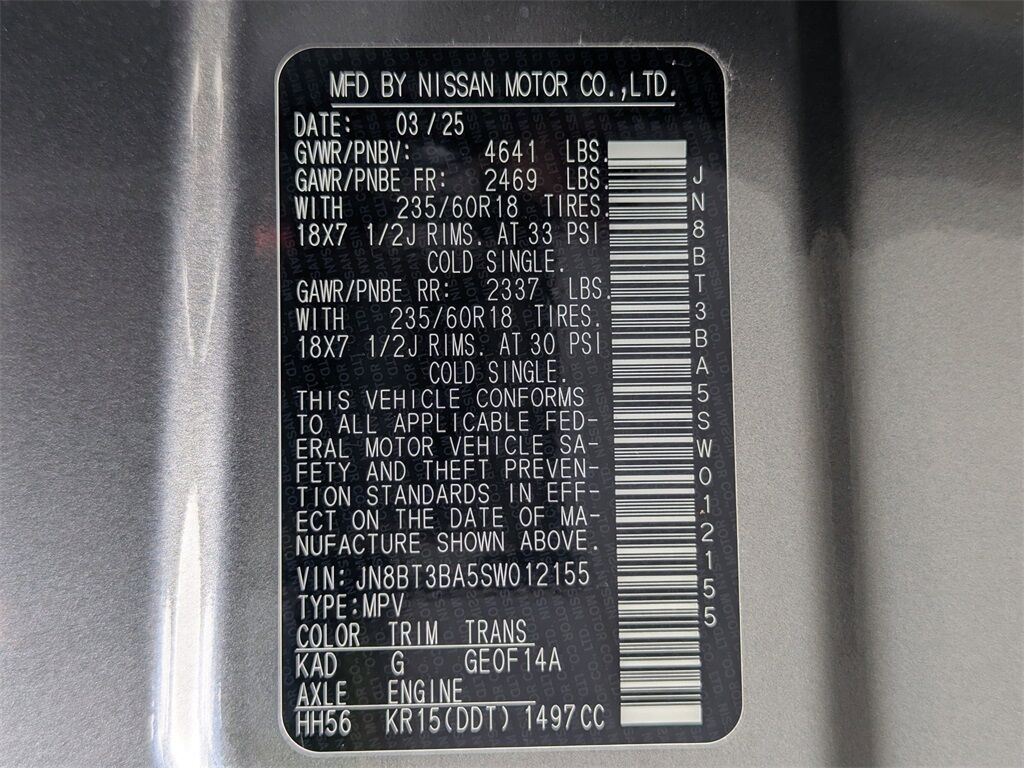 MFD BY NISSAN MOTOR CO.,LTD.
DATE: 03/25
GVWR/PNBV: 4641 LBS.
GAWR/PNBE FR: 2469 LBS.
WITH 235/60R18 TIRES.
18X7 1/2J RIMS. AT 33 PSI
COLD SINGLE.
GAWR/PNBE RR: 2337 LBS.
WITH 235/60R18 TIRES.
18X7 1/2J RIMS. AT 30 PSI
COLD SINGLE.
THIS VEHICLE CONFORMS
TO ALL APPLICABLE FED-
ERAL MOTOR VEHICLE SA-
FETY AND THEFT PREVEN-
TION STANDARDS IN EFF-
ECT ON THE DATE OF MA-
NUFACTURE SHOWN ABOVE.
VIN: JN8BT3BA5SW012155
TYPE: MPV
COLOR TRIM TRANS
KAD G GE0F14A
AXLE ENGINE
HH56 KR15(DDT) 1497CC
JN8BT3BA5SW012155